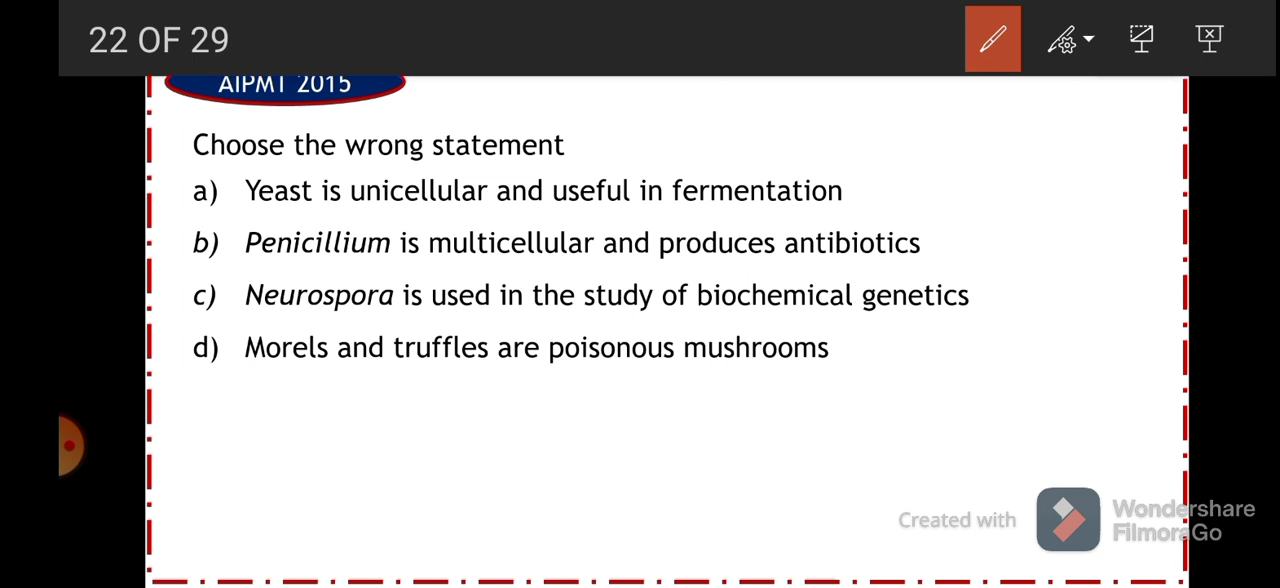 22 OF 29
AIPMT 2015
Choose the wrong statement
a) Yeast is unicellular and useful in fermentation
b) Penicillium is multicellular and produces antibiotics
c) Neurospora is used in the study of biochemical genetics
d) Morels and truffles are poisonous mushrooms
Created with Wondershare
FilmoraGo